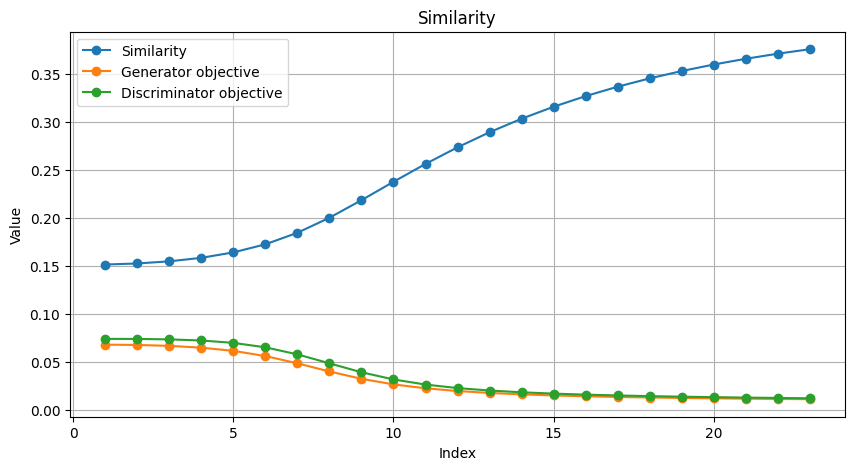 Similarity
Similarity
Generator objective
Discriminator objective
Value
0.35
0.30
0.25
0.20
0.15
0.10
0.05
0.00
0
5
10
15
20
Index